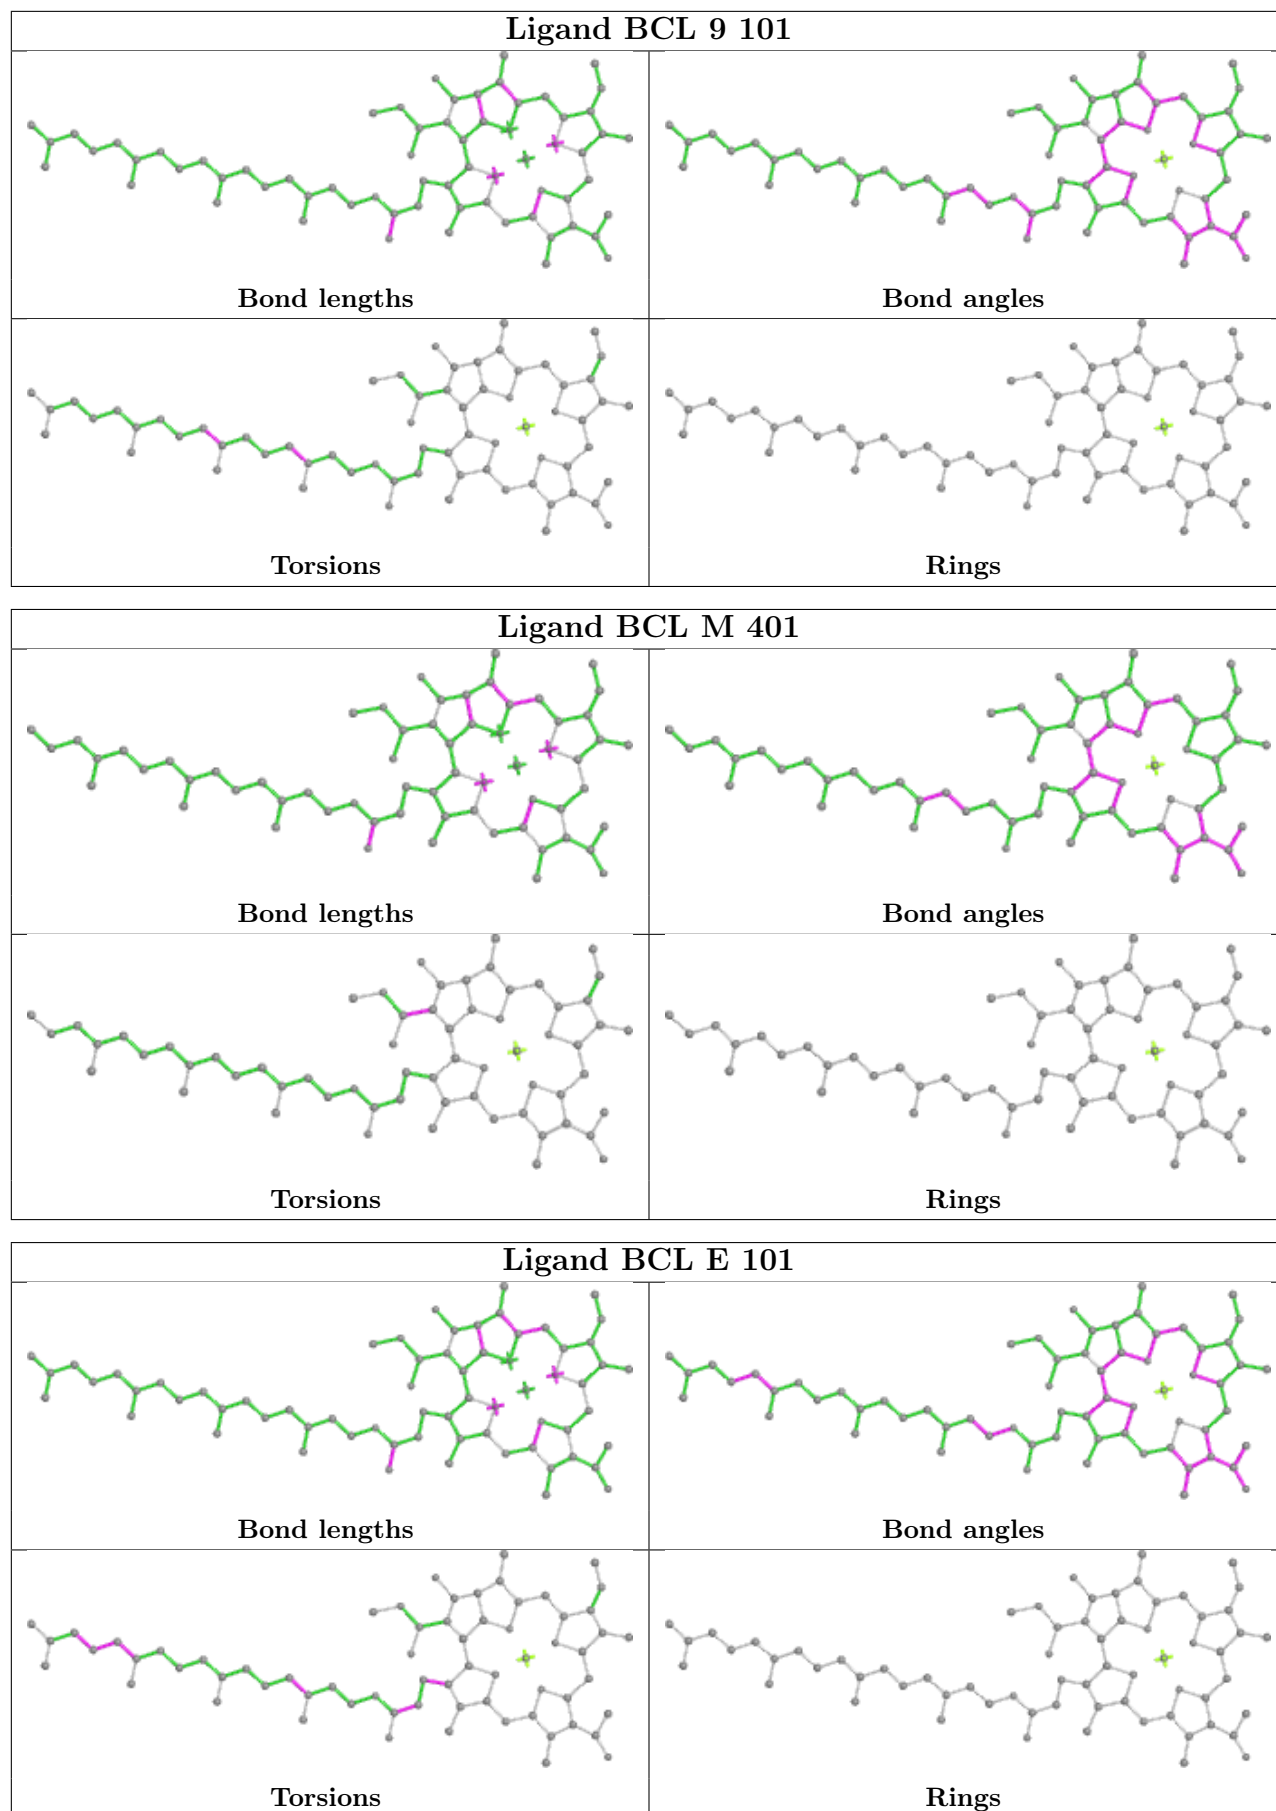 Ligand BCL 9 101
Bond lengths
Bond angles
Torsions
Rings
Ligand BCL M 401
Bond lengths
Bond angles
Torsions
Rings
Ligand BCL E 101
Bond lengths
Bond angles
Torsions
Rings